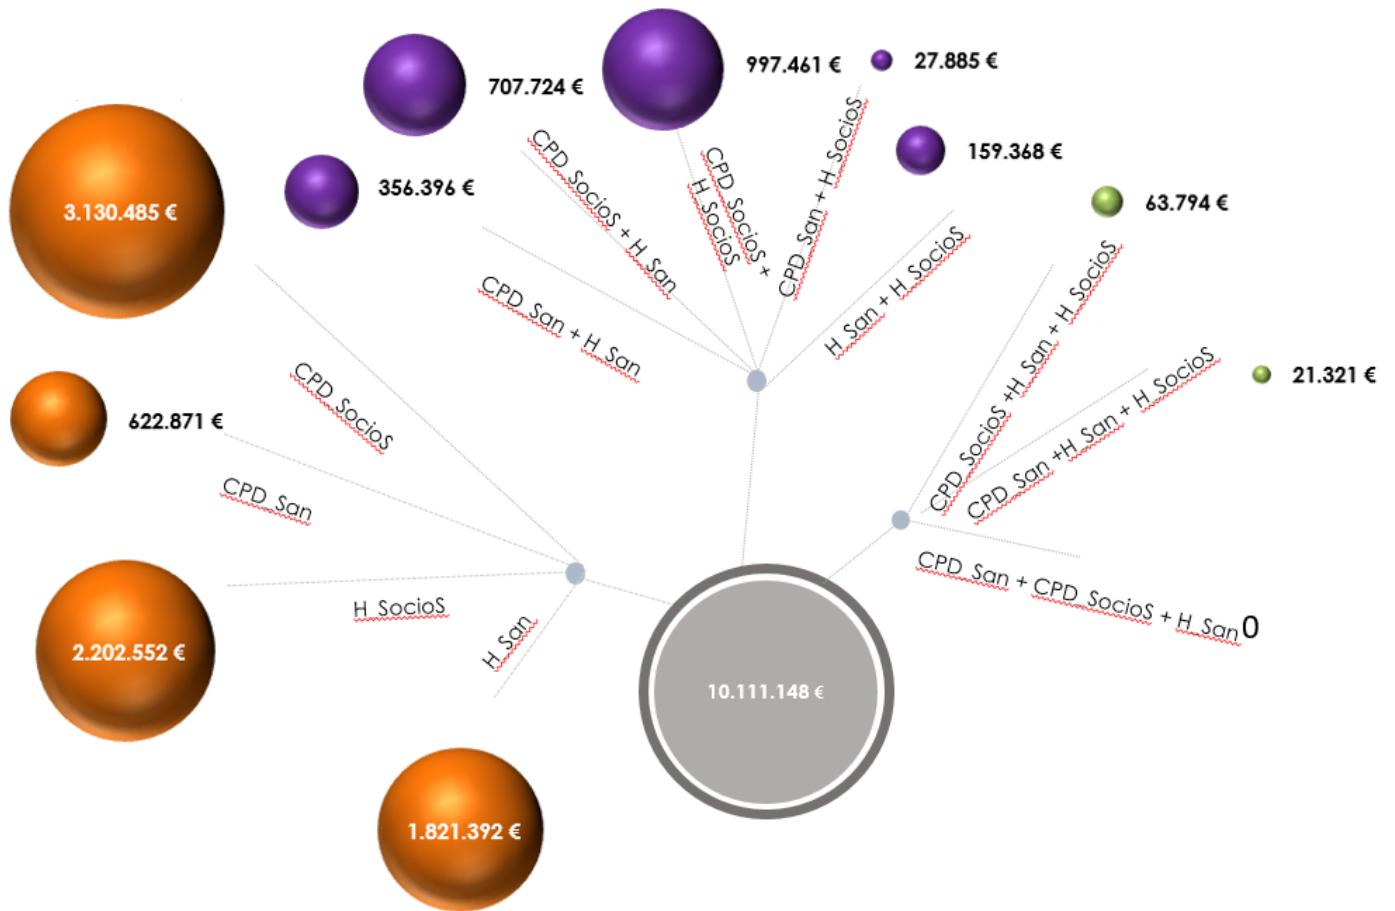 997.461 €
27.885 €
707.724 €
159.368 €
356.396 €
63.794 €
3.130.485 €
CPD_SocioS + H_San
CPD_SocioS +
H_SocioS
CPD_San + H_SocioS
H_San + H_SocioS
CPD_San + H_San
CPD_SocioS +H_San + H_SocioS
CPD_San +H_San + H_SocioS
21.321 €
622.871 €
CPD_SocioS
CPD_San
CPD_San + CPD_SocioS + H_San 0
H_SocioS
H_San
2.202.552 €
10.111.148 €
1.821.392 €